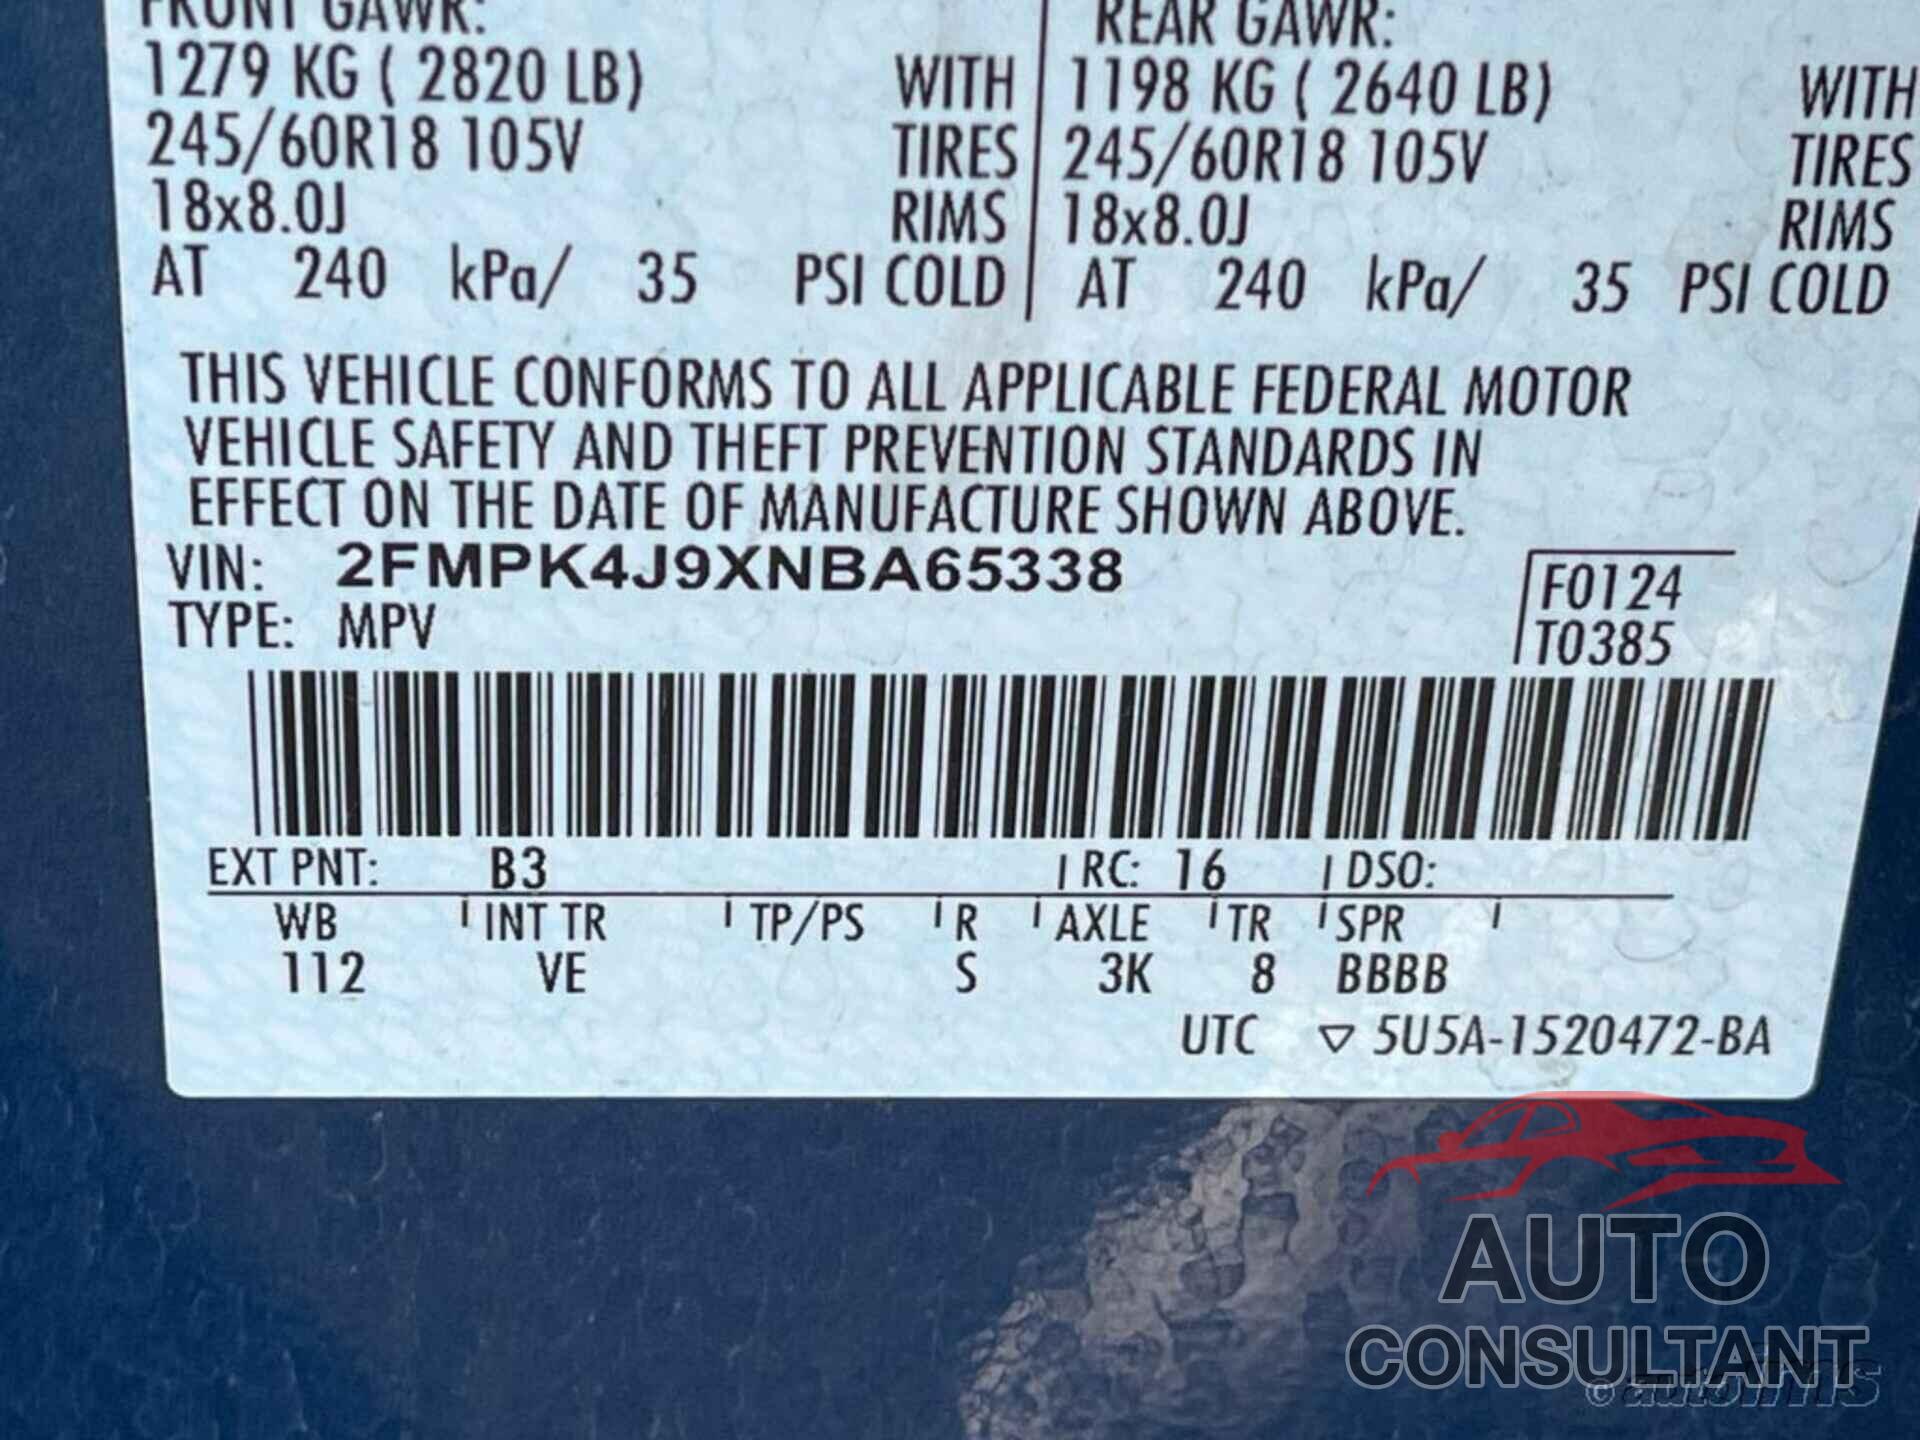 FRONT GAWR: REAR GAWR:
1279 KG ( 2820 LB) WITH 1198 KG ( 2640 LB) WITH
245/60R18 105V TIRES 245/60R18 105V TIRES
18x8.0J RIMS 18x8.0J RIMS
AT 240 kPa/ 35 PSI COLD AT 240 kPa/ 35 PSI COLD
THIS VEHICLE CONFORMS TO ALL APPLICABLE FEDERAL MOTOR
VEHICLE SAFETY AND THEFT PREVENTION STANDARDS IN
EFFECT ON THE DATE OF MANUFACTURE SHOWN ABOVE.
VIN: 2FMPK4J9XNBA65338 F0124
TYPE: MPV T0385
EXT PNT: B3 RC: 16 DSO:
WB INT TR TP/PS R AXLE TR SPR
112 VE S 3K 8 BBBB
UTC ▽ 5U5A-1520472-BA
AUTO
CONSULTANT
© autoims